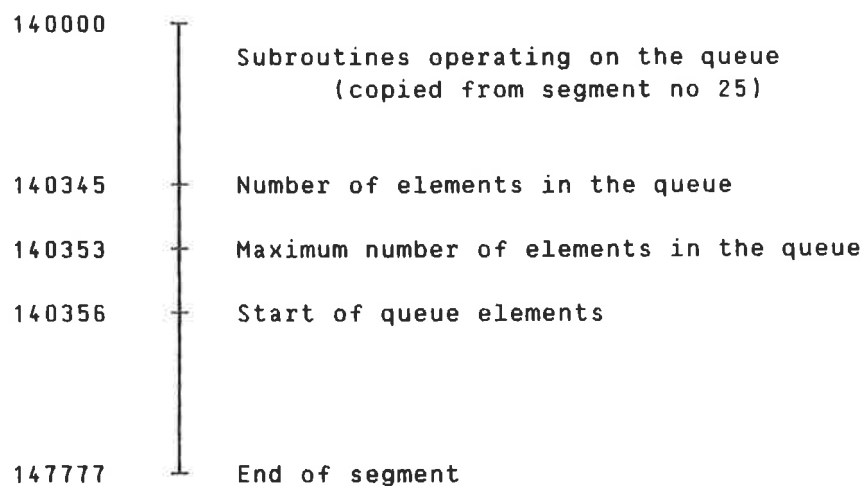 140000
Subroutines operating on the queue
(copied from segment no 25)
140345 Number of elements in the queue
140353 Maximum number of elements in the queue
140356 Start of queue elements
147777 End of segment